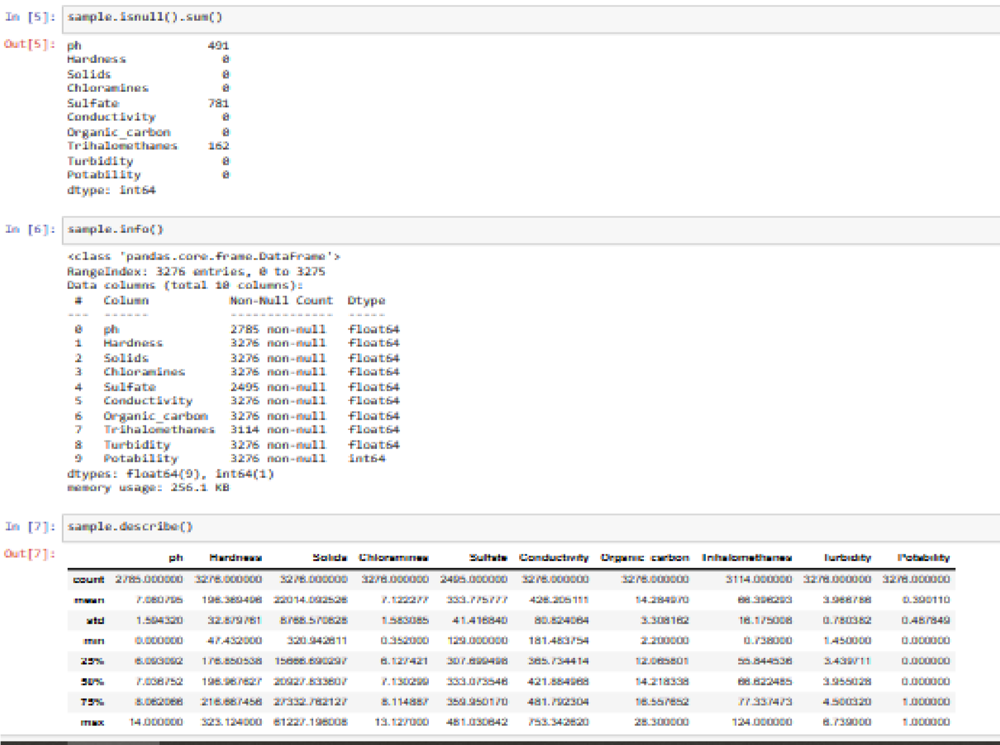 In [5]: sample.isnull().sum()
Out[5]: ph 491
Hardness 0
Solids 0
Chloramines 0
Sulfate 781
Conductivity 0
Organic_carbon 0
Trihalomethanes 162
Turbidity 0
Potability 0
dtype: int64
In [6]: sample.info()
<class 'pandas.core.frame.DataFrame'>
RangeIndex: 3276 entries, 0 to 3275
Data columns (total 10 columns):
# Column Non-Null Count Dtype
--- ------ -------------- -----
0 ph 2785 non-null float64
1 Hardness 3276 non-null float64
2 Solids 3276 non-null float64
3 Chloramines 3276 non-null float64
4 Sulfate 2495 non-null float64
5 Conductivity 3276 non-null float64
6 Organic_carbon 3276 non-null float64
7 Trihalomethanes 3114 non-null float64
8 Turbidity 3276 non-null float64
9 Potability 3276 non-null int64
dtypes: float64(9), int64(1)
memory usage: 256.1 KB
In [7]: sample.describe()
Out[7]:
ph Hardness Solids Chloramines Sulfate Conductivity Organic_carbon Trihalomethanes Turbidity Potability
count 2785.000000 3276.000000 3276.000000 3276.000000 2495.000000 3276.000000 3276.000000 3114.000000 3276.000000 3276.000000
mean 7.080795 196.369496 22014.092526 7.122277 333.775777 426.205111 14.284970 66.396293 3.966786 0.390110
std 1.594320 32.879761 8768.570828 1.583085 41.416840 80.824064 3.308162 16.175008 0.780382 0.487849
min 0.000000 47.432000 320.942611 0.352000 129.000000 181.483754 2.200000 0.738000 1.450000 0.000000
25% 6.093092 176.850538 15666.690297 6.127421 307.699498 365.734414 12.065801 55.844536 3.439711 0.000000
50% 7.036752 196.967627 20927.833607 7.130299 333.073546 421.884968 14.218338 66.622485 3.955028 0.000000
75% 8.062066 216.667456 27332.762127 8.114887 359.950170 481.792304 16.557652 77.337473 4.500320 1.000000
max 14.000000 323.124000 61227.196008 13.127000 481.030642 753.342620 28.300000 124.000000 6.739000 1.000000